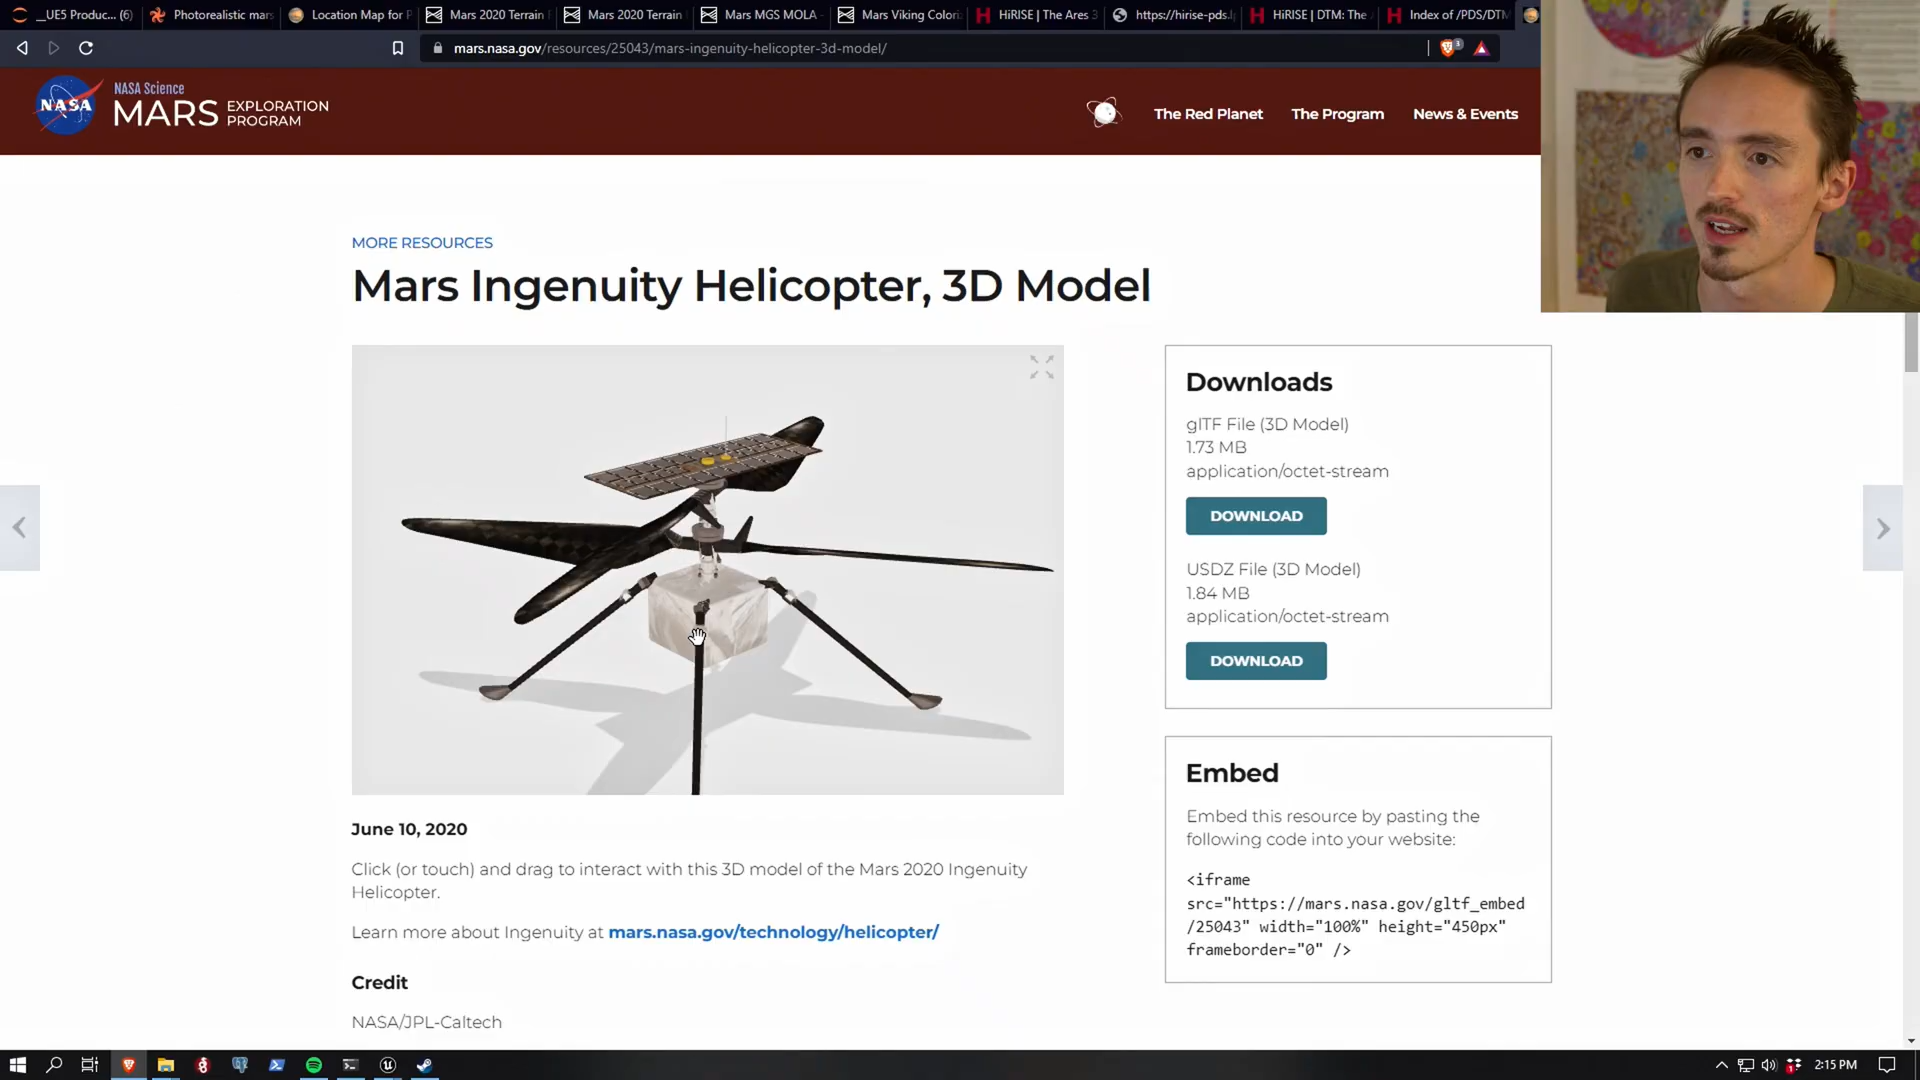 __UE5 Produc... (6)
Photorealistic mars
Location Map for P
Mars 2020 Terrain
Mars 2020 Terrain
Mars MGS MOLA -
Mars Viking Coloriz
HiRISE | The Ares 3
https://hirise-pds.l
HiRISE | DTM: The
Index of /PDS/DTM
mars.nasa.gov/resources/25043/mars-ingenuity-helicopter-3d-model/
NASA
NASA Science
MARS EXPLORATION PROGRAM
The Red Planet
The Program
News & Events
MORE RESOURCES
Mars Ingenuity Helicopter, 3D Model
Downloads
glTF File (3D Model)
1.73 MB
application/octet-stream
DOWNLOAD
USDZ File (3D Model)
1.84 MB
application/octet-stream
DOWNLOAD
Embed
Embed this resource by pasting the
following code into your website:
<iframe
src="https://mars.nasa.gov/gltf_embed
/25043" width="100%" height="450px"
frameborder="0" />
June 10, 2020
Click (or touch) and drag to interact with this 3D model of the Mars 2020 Ingenuity
Helicopter.
Learn more about Ingenuity at mars.nasa.gov/technology/helicopter/
Credit
NASA/JPL-Caltech
2:15 PM